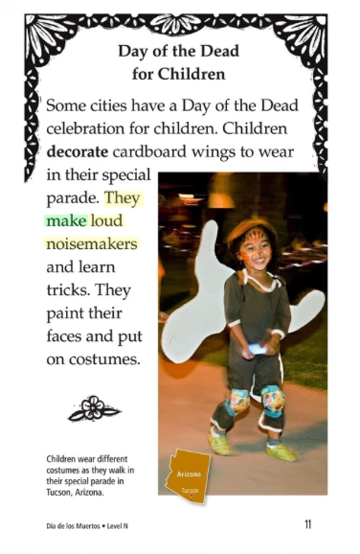 Day of the Dead
for Children
Some cities have a Day of the Dead
celebration for children. Children
decorate cardboard wings to wear
in their special
parade. They
make loud
noisemakers
and learn
tricks. They
paint their
faces and put
on costumes.
Children wear different
costumes as they walk in
their special parade in
Tucson, Arizona.
Arizona
Tucson
Día de los Muertos • Level N
11